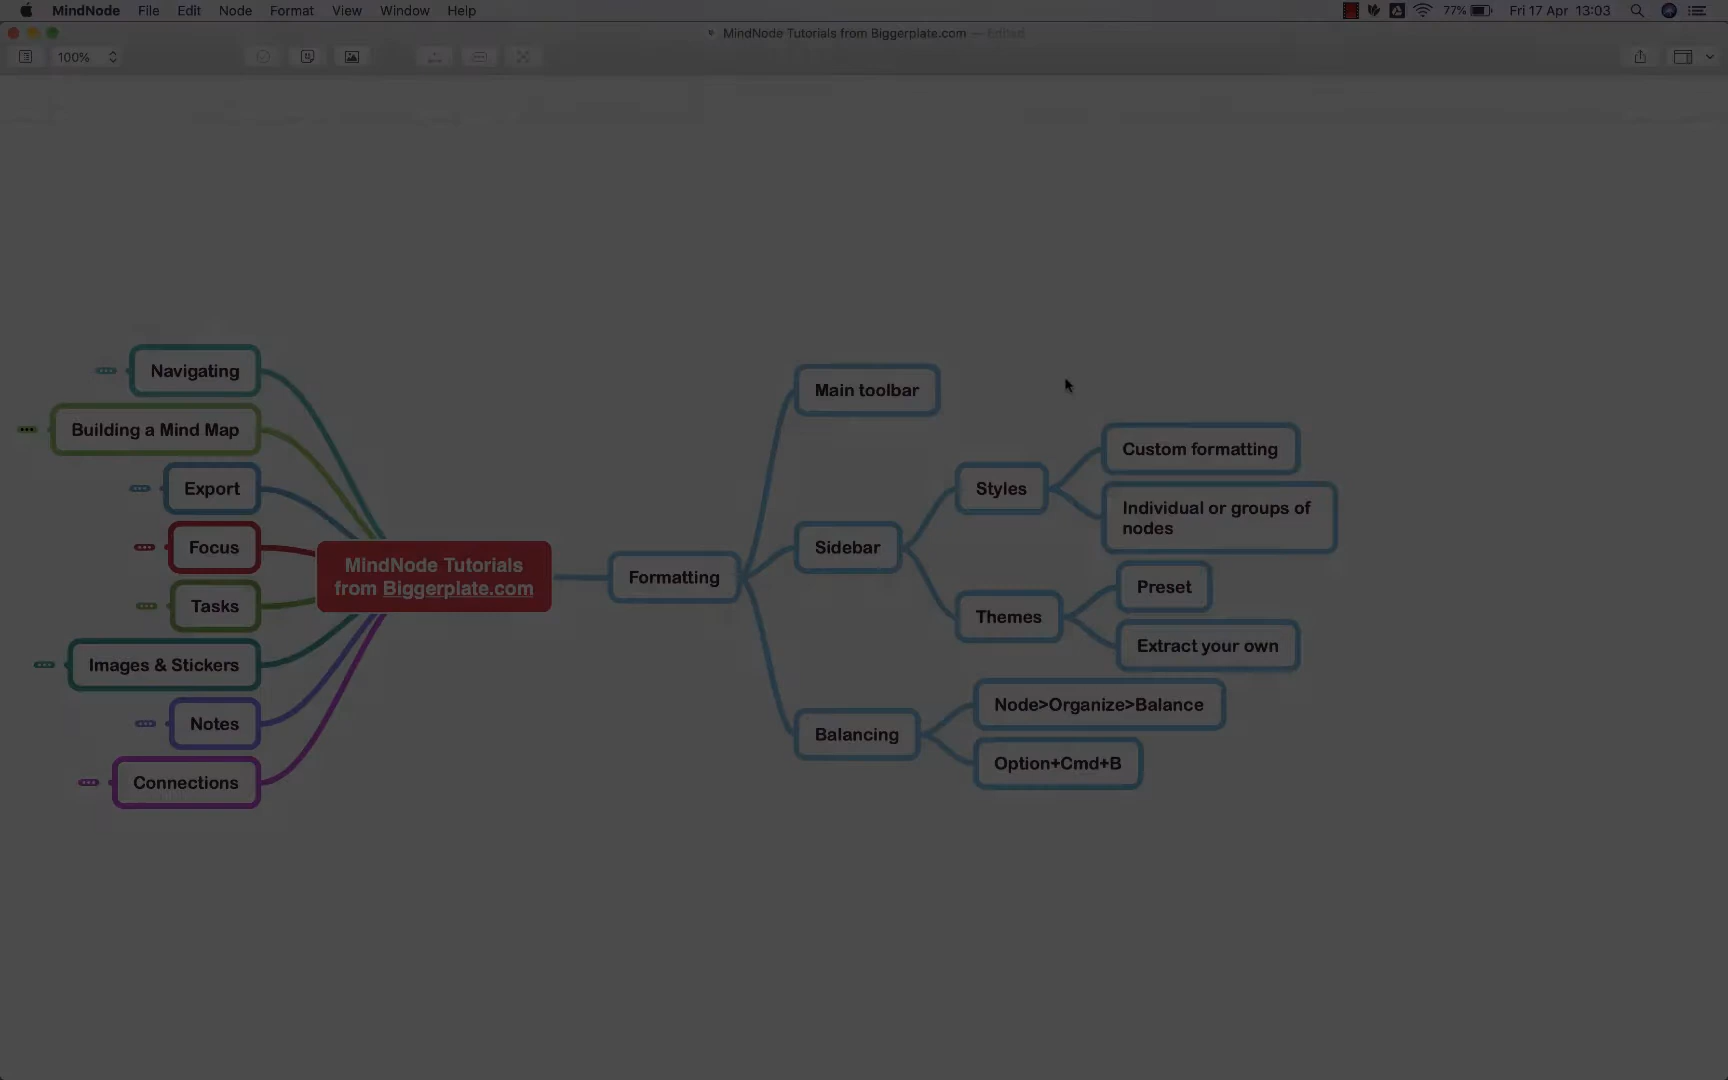 MindNode File Edit Node Format View Window Help
77% Fri 17 Apr 13:03
MindNode Tutorials from Biggerplate.com — Edited
100%
Navigating
Building a Mind Map
Export
Focus
Tasks
Images & Stickers
Notes
Connections
MindNode Tutorials
from Biggerplate.com
Formatting
Main toolbar
Sidebar
Styles
Custom formatting
Individual or groups of
nodes
Themes
Preset
Extract your own
Balancing
Node>Organize>Balance
Option+Cmd+B